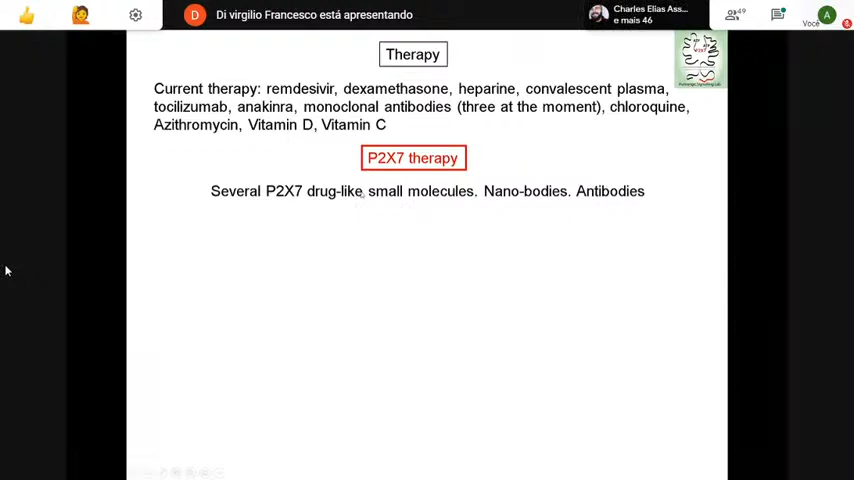 Di virgilio Francesco está apresentando
D
Charles Elias Ass...
e mais 46
49
Você
A
Therapy
Current therapy: remdesivir, dexamethasone, heparine, convalescent plasma,
tocilizumab, anakinra, monoclonal antibodies (three at the moment), chloroquine,
Azithromycin, Vitamin D, Vitamin C
P2X7 therapy
Several P2X7 drug-like small molecules. Nano-bodies. Antibodies